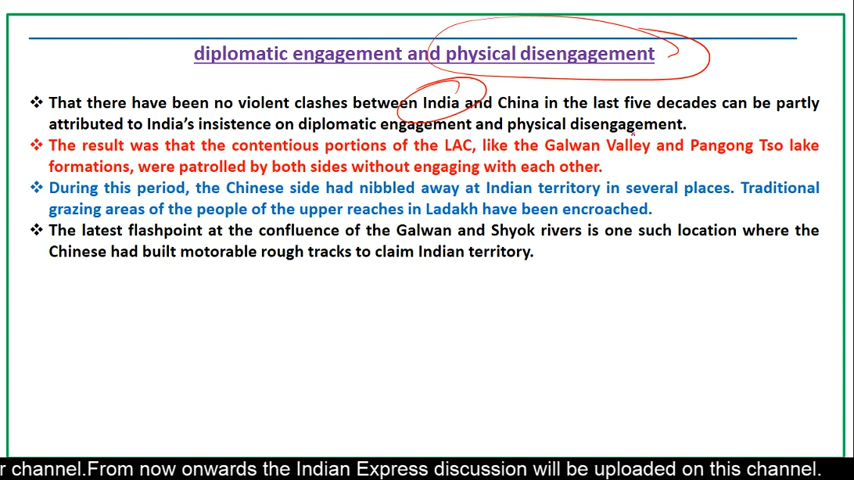 diplomatic engagement and physical disengagement
❖ That there have been no violent clashes between India and China in the last five decades can be partly
attributed to India's insistence on diplomatic engagement and physical disengagement.
❖ The result was that the contentious portions of the LAC, like the Galwan Valley and Pangong Tso lake
formations, were patrolled by both sides without engaging with each other.
❖ During this period, the Chinese side had nibbled away at Indian territory in several places. Traditional
grazing areas of the people of the upper reaches in Ladakh have been encroached.
❖ The latest flashpoint at the confluence of the Galwan and Shyok rivers is one such location where the
Chinese had built motorable rough tracks to claim Indian territory.
r channel.From now onwards the Indian Express discussion will be uploaded on this channel.